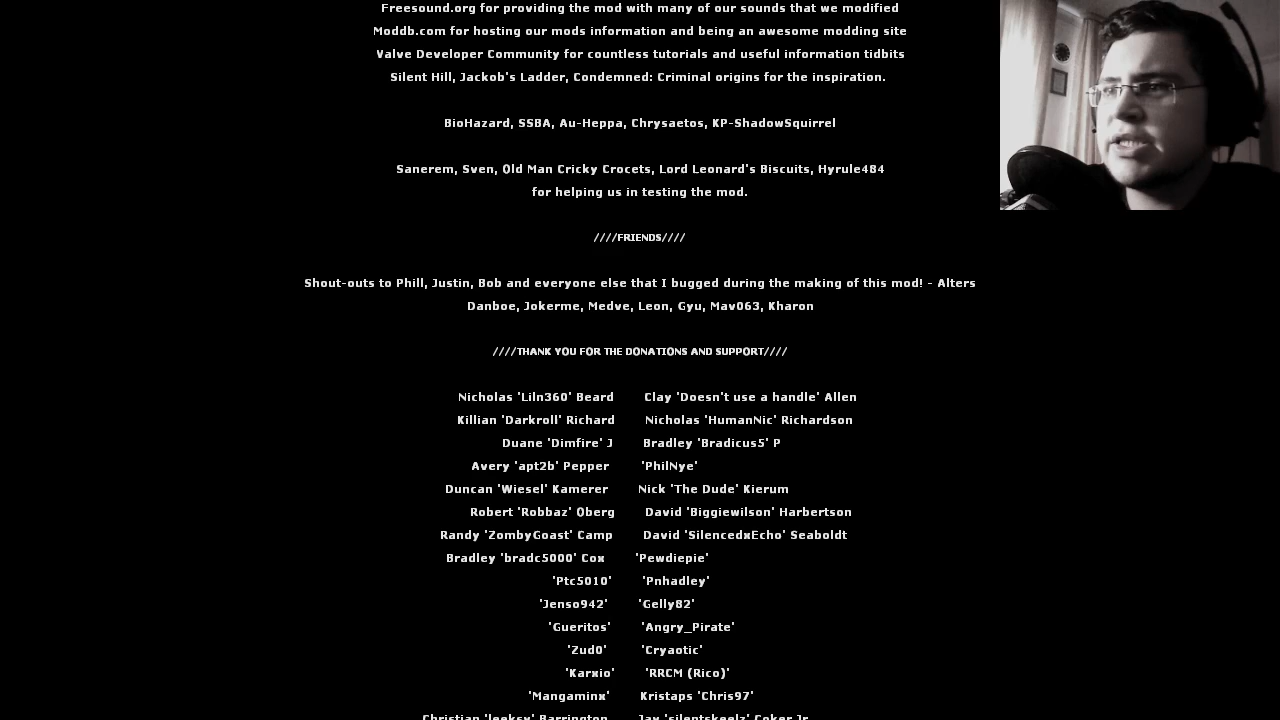 Freesound.org for providing the mod with many of our sounds that we modified
Moddb.com for hosting our mods information and being an awesome modding site
Valve Developer Community for countless tutorials and useful information tidbits
Silent Hill, Jackob's Ladder, Condemned: Criminal origins for the inspiration.
BioHazard, SSBA, Au-Heppa, Chrysaetos, KP-ShadowSquirrel
Sanerem, Sven, Old Man Cricky Crocets, Lord Leonard's Biscuits, Hyrule484
for helping us in testing the mod.
////FRIENDS////
Shout-outs to Phill, Justin, Bob and everyone else that I bugged during the making of this mod! - Alters
Danboe, Jokerme, Medve, Leon, Gyu, Mav063, Kharon
////THANK YOU FOR THE DONATIONS AND SUPPORT////
Nicholas 'Liln360' Beard Clay 'Doesn't use a handle' Allen
Killian 'Darkroll' Richard Nicholas 'HumanNic' Richardson
Duane 'Dimfire' J Bradley 'Bradicus5' P
Avery 'apt2b' Pepper 'PhilNye'
Duncan 'Wiesel' Kamerer Nick 'The Dude' Kierum
Robert 'Robbaz' Oberg David 'Biggiewilson' Harbertson
Randy 'ZombyGoast' Camp David 'SilencedxEcho' Seaboldt
Bradley 'bradc5000' Cox 'Pewdiepie'
'Ptc5010' 'Pnhadley'
'Jenso942' 'Gelly82'
'Gueritos' 'Angry_Pirate'
'Zud0' 'Cryaotic'
'Karxio' 'RRCM (Rico)'
'Mangaminx' Kristaps 'Chris97'
Christian 'leeksy' Barrington Jay 'silentskeelz' Coker Jr